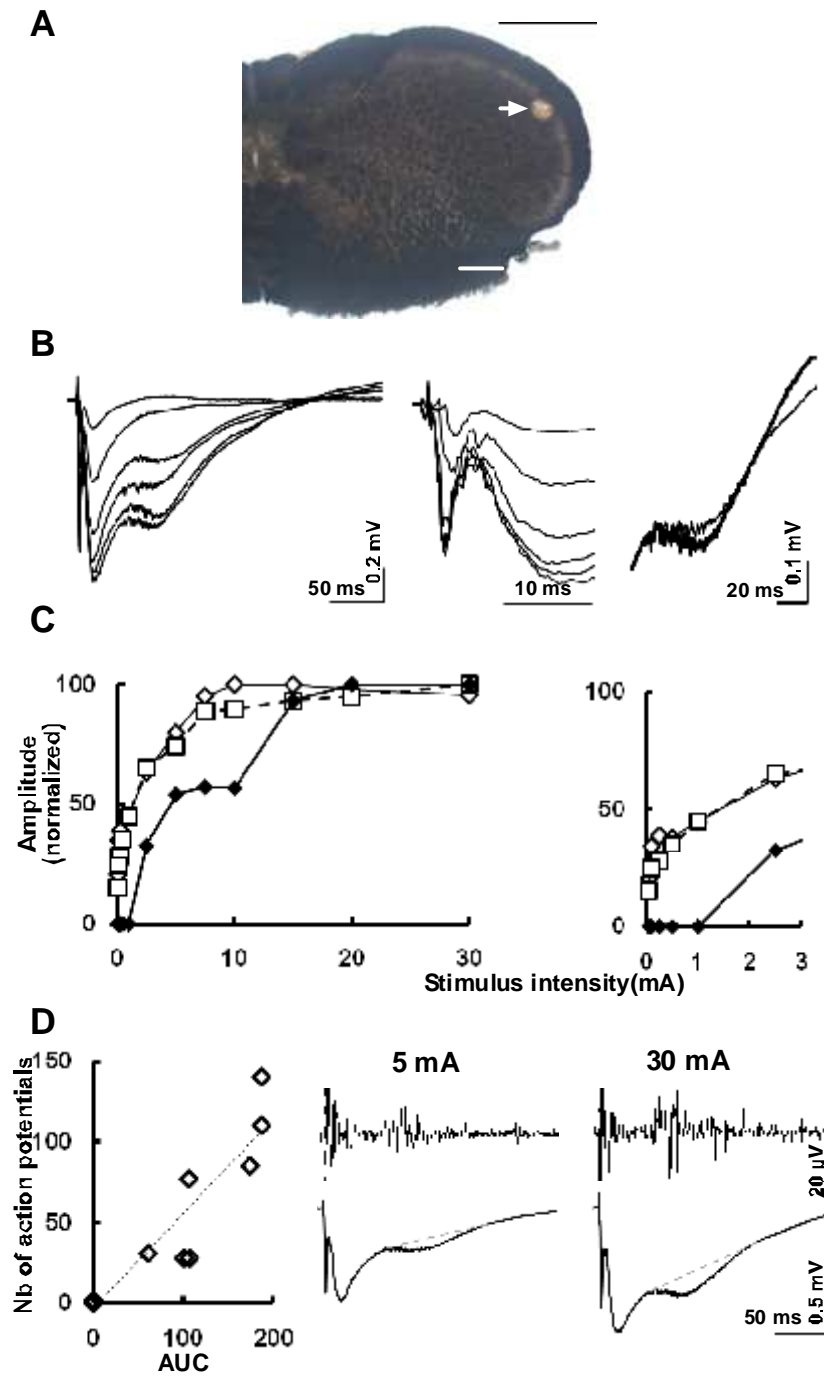 A
B
50 ms
0.2 mV
10 ms
20 ms
0.1 mV
C
Amplitude
(normalized)
100
50
0
0 10 20 30
100
50
0
0 1 2 3
Stimulus intensity(mA)
D
Nb of action potentials
150
100
50
0
0 100 200
AUC
5 mA
30 mA
20 µV
50 ms
0.5 mV